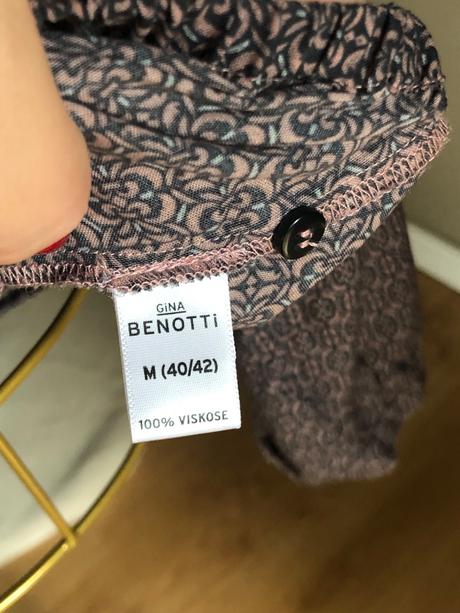 GiNA
BENOTTi
M (40/42)
100% VISKOSE